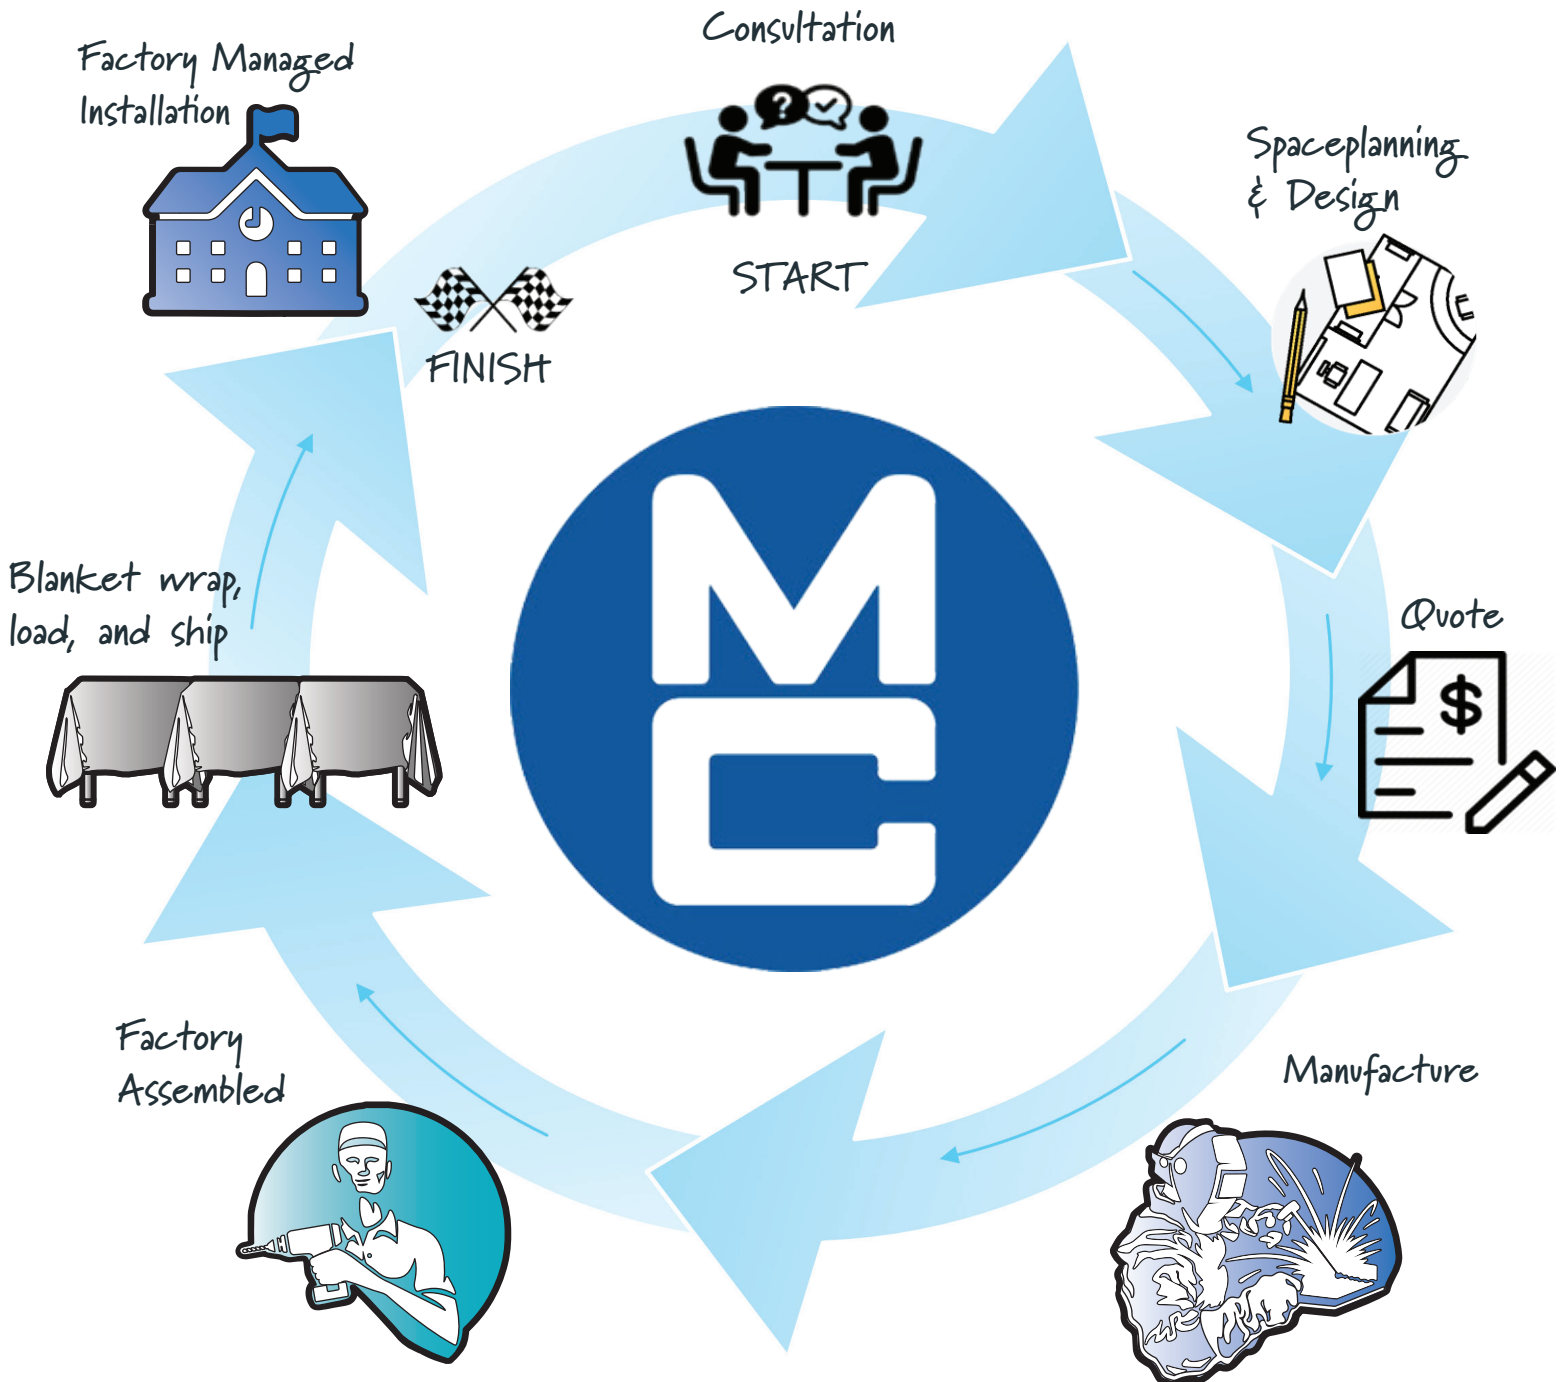 Consultation
START
Spaceplanning
& Design
Quote
$
Manufacture
Factory
Assembled
Blanket wrap,
load, and ship
Factory Managed
Installation
FINISH
?
MC